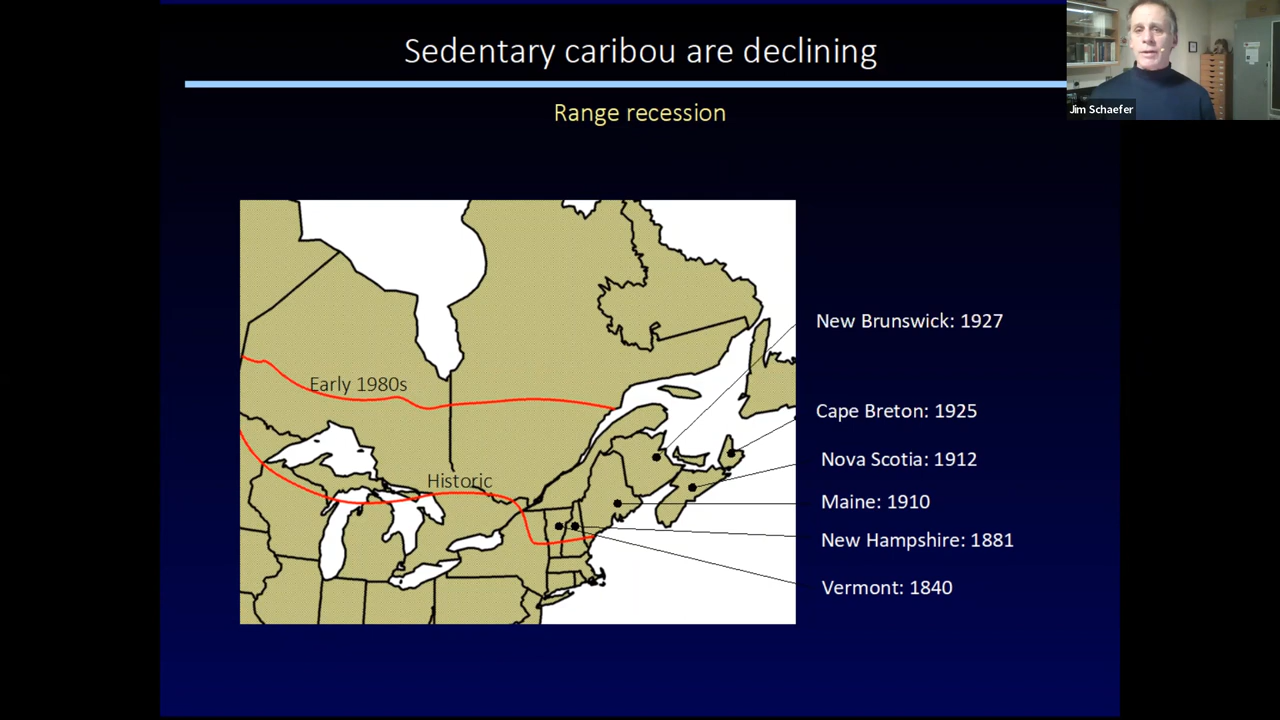 Sedentary caribou are declining
Jim Schaefer
Range recession
New Brunswick: 1927
Early 1980s
Cape Breton: 1925
Nova Scotia: 1912
Historic
Maine: 1910
New Hampshire: 1881
Vermont: 1840